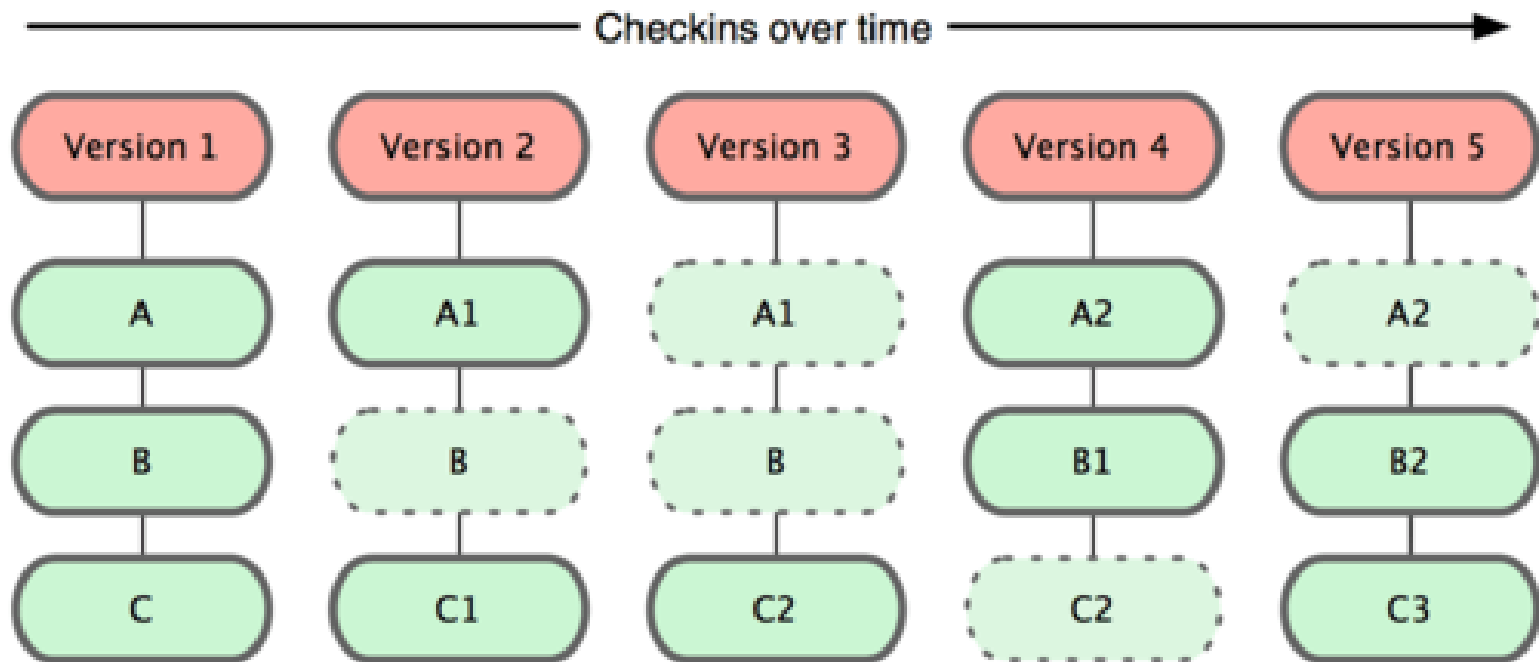 Checkins over time
Version 1 Version 2 Version 3 Version 4 Version 5
A A1 A1 A2 A2
B B B B1 B2
C C1 C2 C2 C3